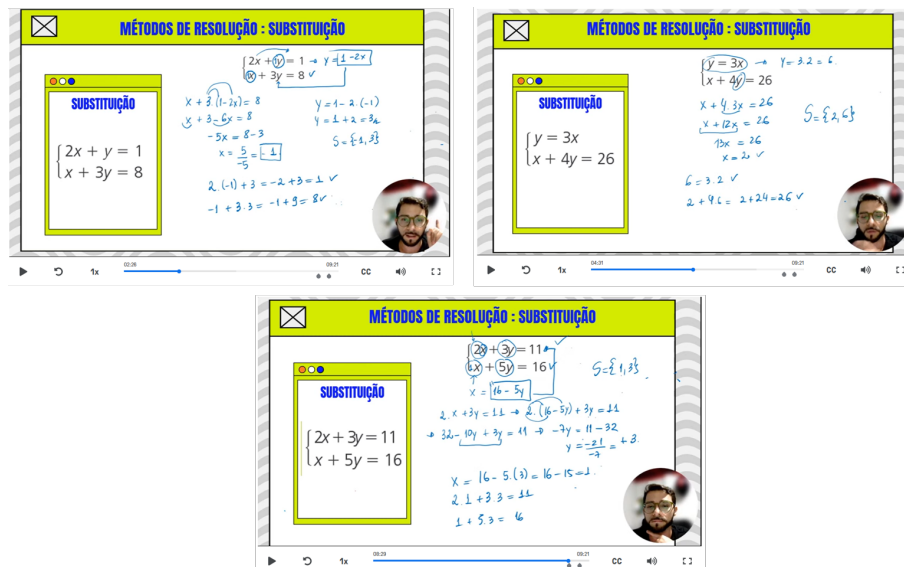 MÉTODOS DE RESOLUÇÃO : SUBSTITUIÇÃO
SUBSTITUIÇÃO
2x + y = 1
x + 3y = 8
2x + 1y = 1 → y = 1 - 2x
1x + 3y = 8 ✓
x + 3.(1-2x) = 8
x + 3 - 6x = 8
-5x = 8-3
x = 5/-5 = -1
y = 1 - 2.(-1)
y = 1 + 2 = 3
S={-1,3}
2.(-1) + 3 = -2 + 3 = 1 ✓
-1 + 3.3 = -1 + 9 = 8 ✓
1x
02:26
09:21
CC
MÉTODOS DE RESOLUÇÃO : SUBSTITUIÇÃO
SUBSTITUIÇÃO
y = 3x
x + 4y = 26
y = 3x → y = 3.2 = 6.
x + 4y = 26
x + 4.3x = 26
x + 12x = 26
13x = 26
x = 2 ✓
S={2,6}
6 = 3.2 ✓
2 + 4.6 = 2+24=26 ✓
1x
04:31
09:21
CC
MÉTODOS DE RESOLUÇÃO : SUBSTITUIÇÃO
SUBSTITUIÇÃO
2x + 3y = 11
x + 5y = 16
2x + 3y = 11
1x + 5y = 16 ✓
x = 16 - 5y
S={1,3}
2.x + 3y = 11 → 2.(16-5y) + 3y = 11
→ 32 - 10y + 3y = 11 → -7y = 11 - 32
y = -21/-7 = +3.
x = 16 - 5.(3) = 16 - 15 = 1.
2.1 + 3.3 = 11
1 + 5.3 = 16
1x
09:21
CC